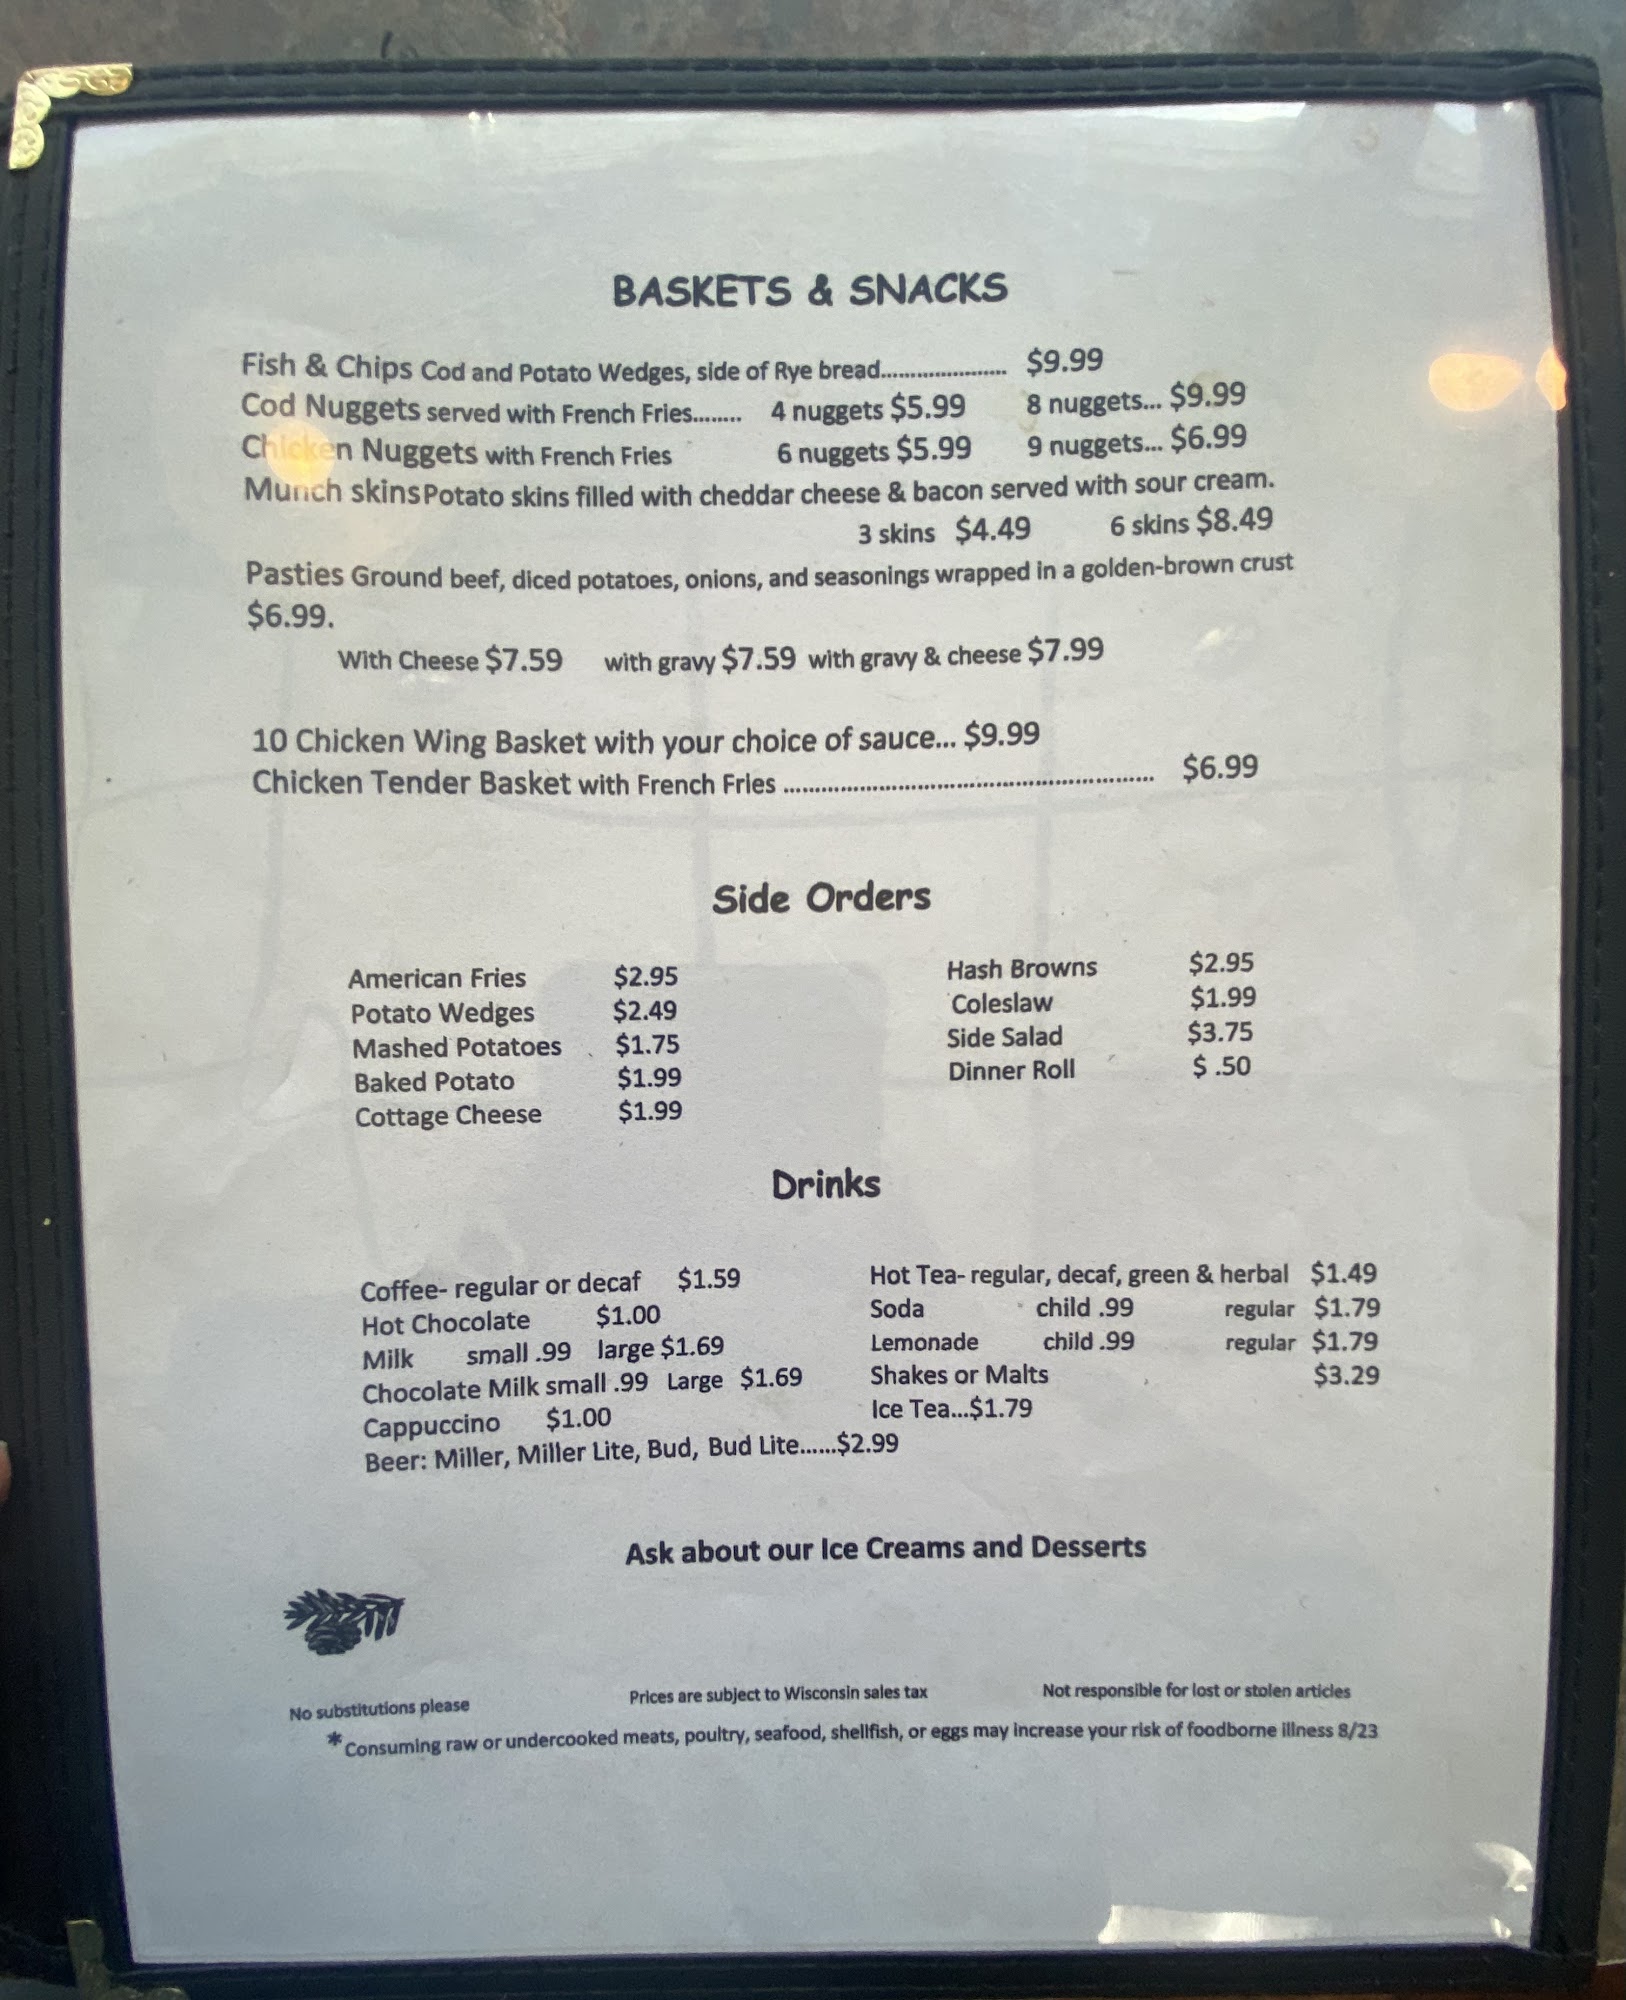 BASKETS & SNACKS
Fish & Chips Cod and Potato Wedges, side of Rye bread..................... $9.99
Cod Nuggets served with French Fries........ 4 nuggets $5.99 8 nuggets... $9.99
Chicken Nuggets with French Fries 6 nuggets $5.99 9 nuggets... $6.99
Munch skins Potato skins filled with cheddar cheese & bacon served with sour cream.
3 skins $4.49 6 skins $8.49
Pasties Ground beef, diced potatoes, onions, and seasonings wrapped in a golden-brown crust
$6.99.
With Cheese $7.59 with gravy $7.59 with gravy & cheese $7.99
10 Chicken Wing Basket with your choice of sauce... $9.99
Chicken Tender Basket with French Fries ............................................................ $6.99
Side Orders
American Fries $2.95
Potato Wedges $2.49
Mashed Potatoes $1.75
Baked Potato $1.99
Cottage Cheese $1.99
Hash Browns $2.95
Coleslaw $1.99
Side Salad $3.75
Dinner Roll $ .50
Drinks
Coffee- regular or decaf $1.59
Hot Chocolate $1.00
Milk small .99 large $1.69
Chocolate Milk small .99 Large $1.69
Cappuccino $1.00
Beer: Miller, Miller Lite, Bud, Bud Lite......$2.99
Hot Tea- regular, decaf, green & herbal $1.49
Soda child .99 regular $1.79
Lemonade child .99 regular $1.79
Shakes or Malts $3.29
Ice Tea...$1.79
Ask about our Ice Creams and Desserts
No substitutions please Prices are subject to Wisconsin sales tax Not responsible for lost or stolen articles
*Consuming raw or undercooked meats, poultry, seafood, shellfish, or eggs may increase your risk of foodborne illness 8/23